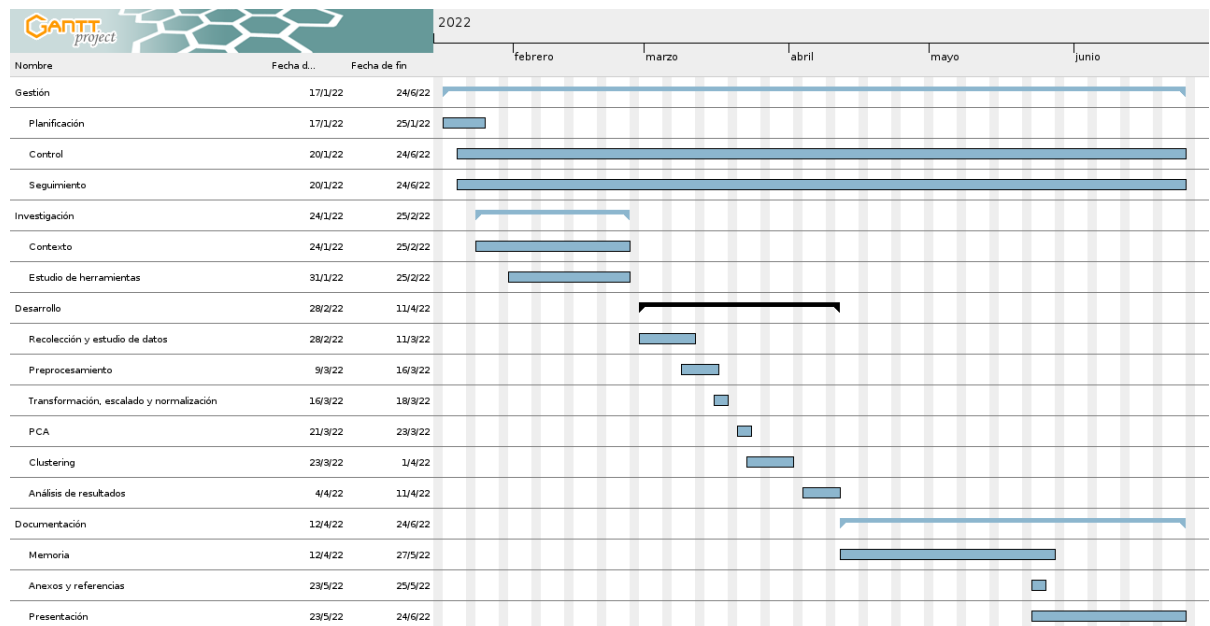 GANTT
project
2022
febrero marzo abril mayo junio
Nombre Fecha d... Fecha de fin
Gestión 17/1/22 24/6/22
Planificación 17/1/22 25/1/22
Control 20/1/22 24/6/22
Seguimiento 20/1/22 24/6/22
Investigación 24/1/22 25/2/22
Contexto 24/1/22 25/2/22
Estudio de herramientas 31/1/22 25/2/22
Desarrollo 28/2/22 11/4/22
Recolección y estudio de datos 28/2/22 11/3/22
Preprocesamiento 9/3/22 16/3/22
Transformación, escalado y normalización 16/3/22 18/3/22
PCA 21/3/22 23/3/22
Clustering 23/3/22 1/4/22
Análisis de resultados 4/4/22 11/4/22
Documentación 12/4/22 24/6/22
Memoria 12/4/22 27/5/22
Anexos y referencias 23/5/22 25/5/22
Presentación 23/5/22 24/6/22